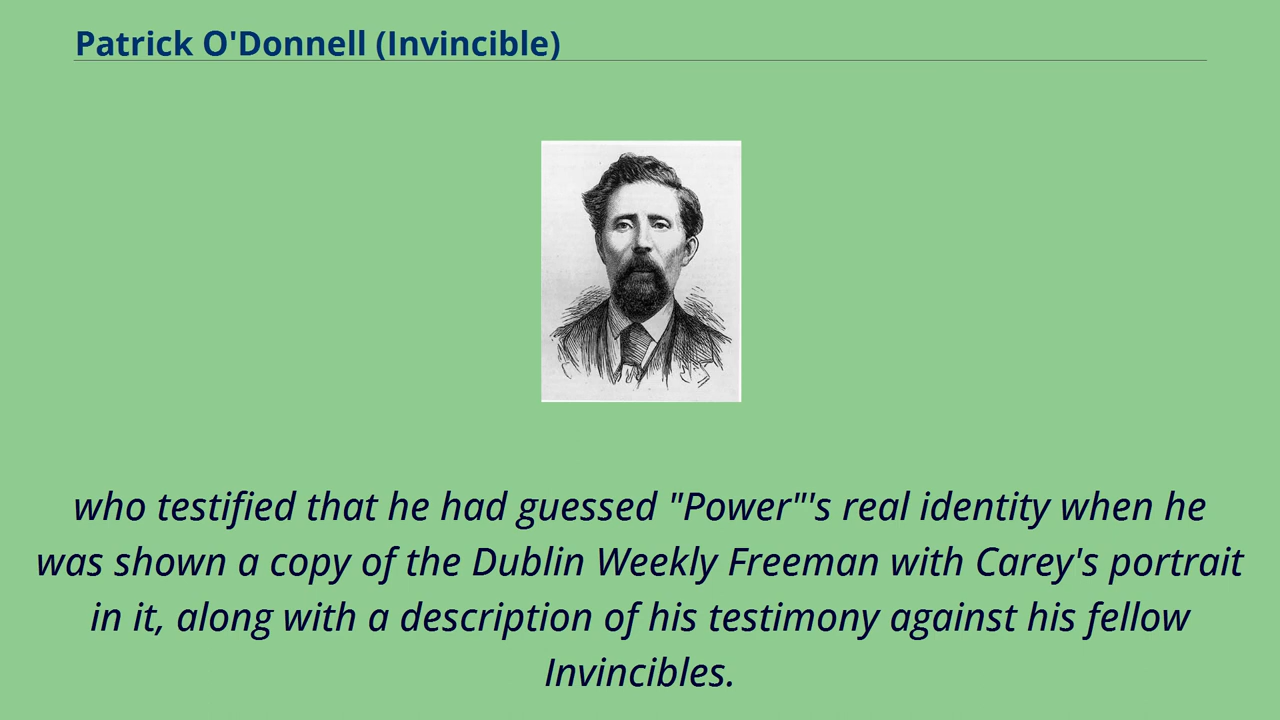 Patrick O'Donnell (Invincible)
who testified that he had guessed "Power"'s real identity when he
was shown a copy of the Dublin Weekly Freeman with Carey's portrait
in it, along with a description of his testimony against his fellow
Invincibles.